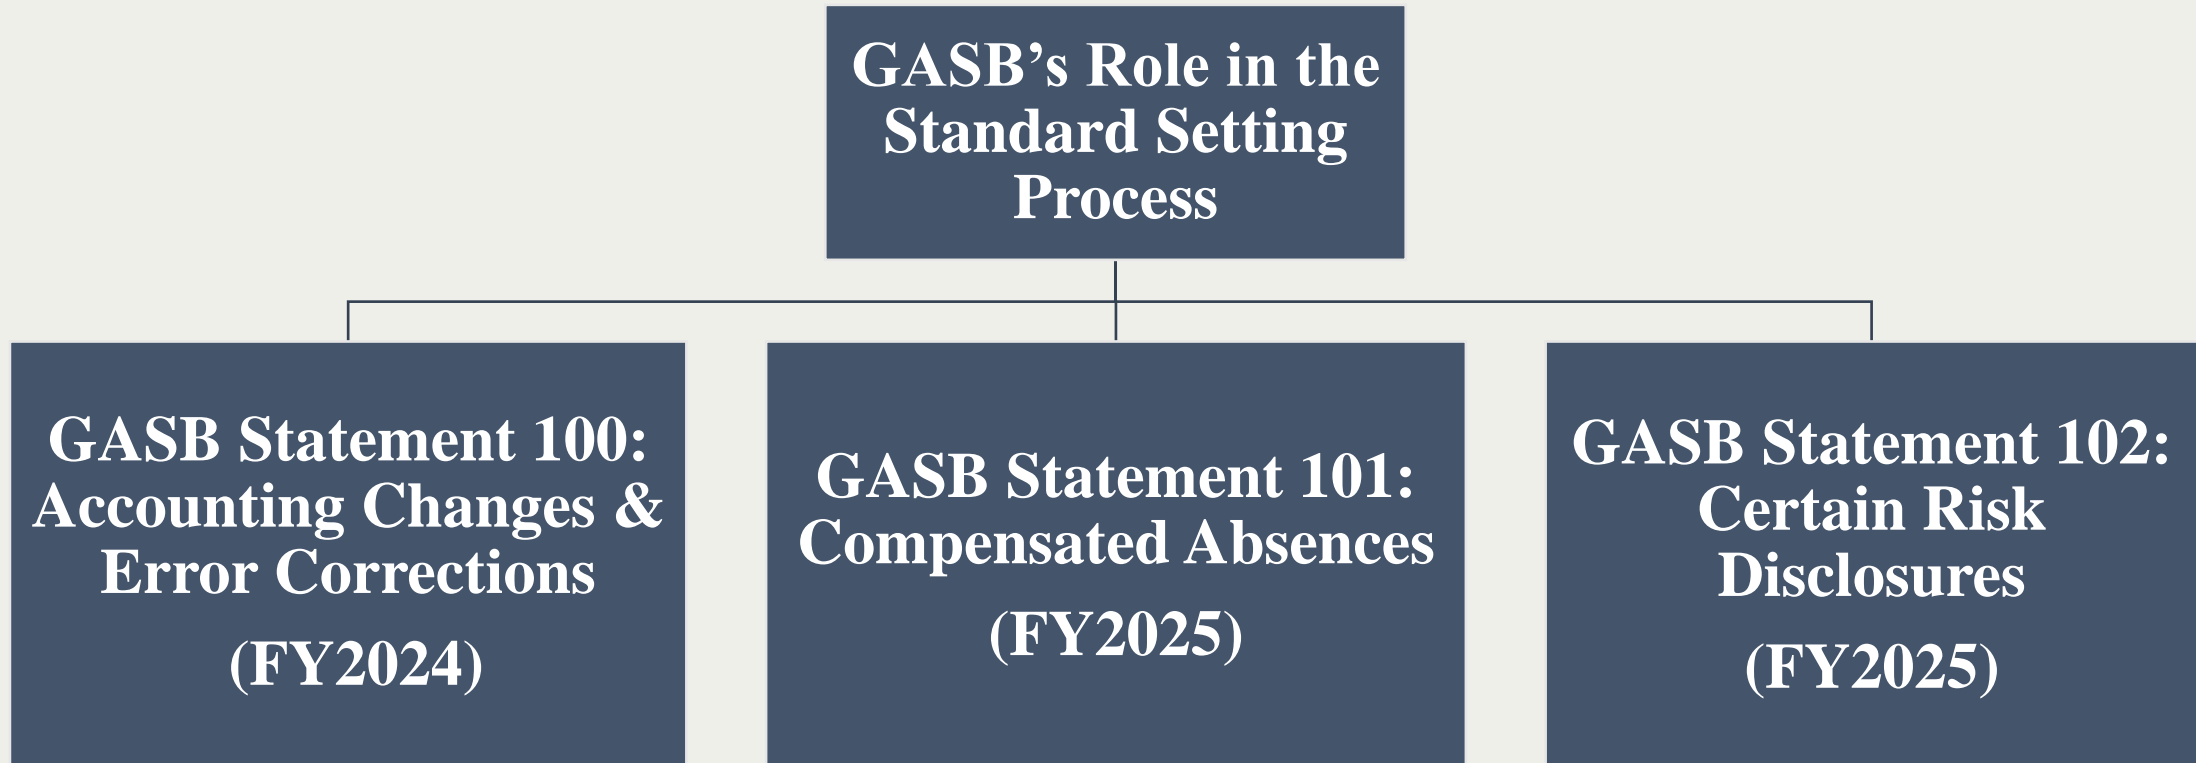 GASB’s Role in the
Standard Setting
Process
GASB Statement 100:
Accounting Changes &
Error Corrections
(FY2024)
GASB Statement 101:
Compensated Absences
(FY2025)
GASB Statement 102:
Certain Risk
Disclosures
(FY2025)